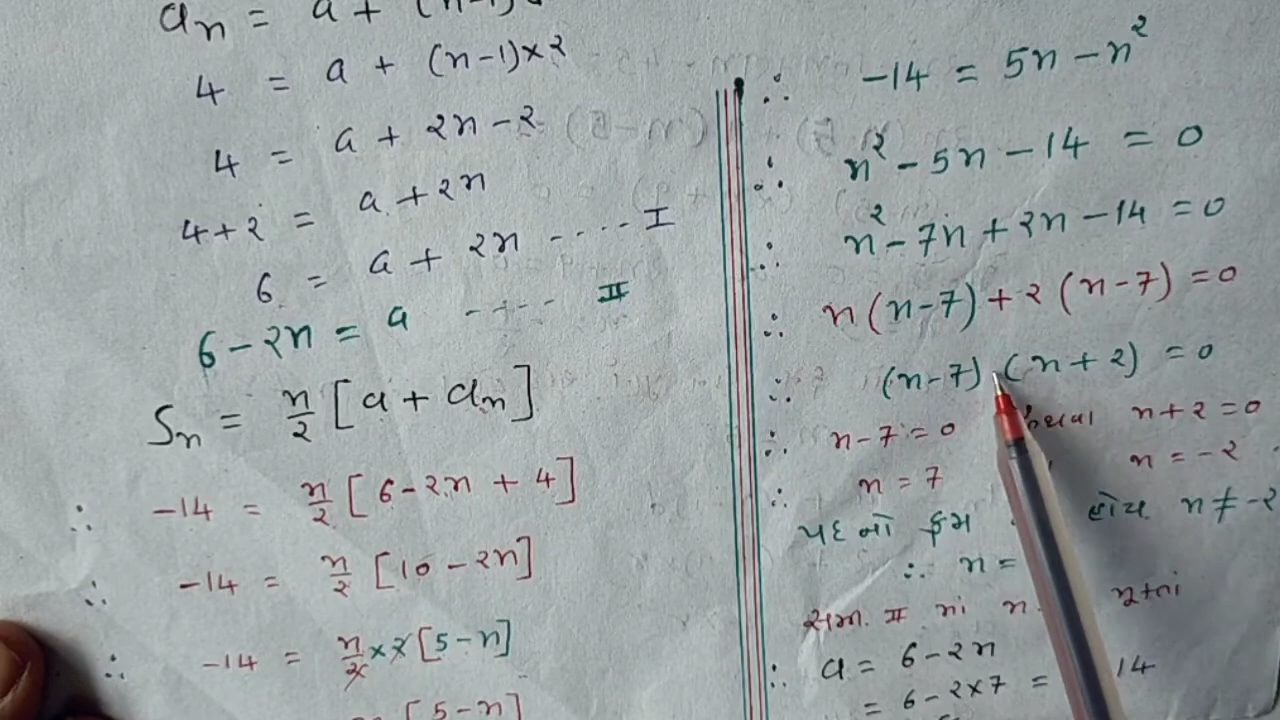 aₙ = a + (n-1)
4 = a + (n-1)×2
4 = a + 2n-2
4+2 = a + 2n
6 = a + 2n ..... I
6-2n = a ..... II
Sₙ = n/2 [a + aₙ]
∴ -14 = n/2 [6-2n + 4]
∴ -14 = n/2 [10-2n]
∴ -14 = n/2 × 2 [5-n]
[5-n]
∴ -14 = 5n - n²
∴ n² - 5n - 14 = 0
∴ n² - 7n + 2n - 14 = 0
∴ n(n-7) + 2(n-7) = 0
∴ (n-7) (n+2) = 0
∴ n-7 = 0 n+2 = 0
∴ n = 7 n = -2
પદ નો ક્રમ હોય n ≠ -2
∴ n =
સમી. II ની n
∴ a = 6-2n
= 6-2×7 = 14